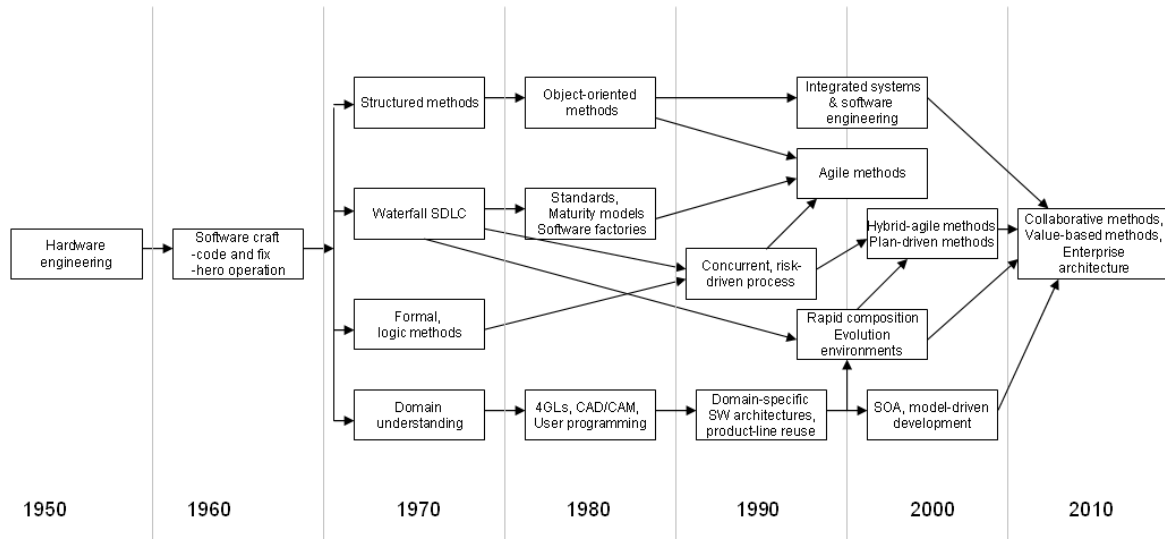 Structured methods
Object-oriented
methods
Integrated systems
& software
engineering
Agile methods
Waterfall SDLC
Standards,
Maturity models
Software factories
Hardware
engineering
Software craft
-code and fix
-hero operation
Concurrent, risk-
driven process
Hybrid-agile methods,
Plan-driven methods
Collaborative methods,
Value-based methods,
Enterprise
architecture
Formal,
logic methods
Rapid composition
Evolution
environments
Domain
understanding
4GLs, CAD/CAM,
User programming
Domain-specific
SW architectures,
product-line reuse
SOA, model-driven
development
1950
1960
1970
1980
1990
2000
2010